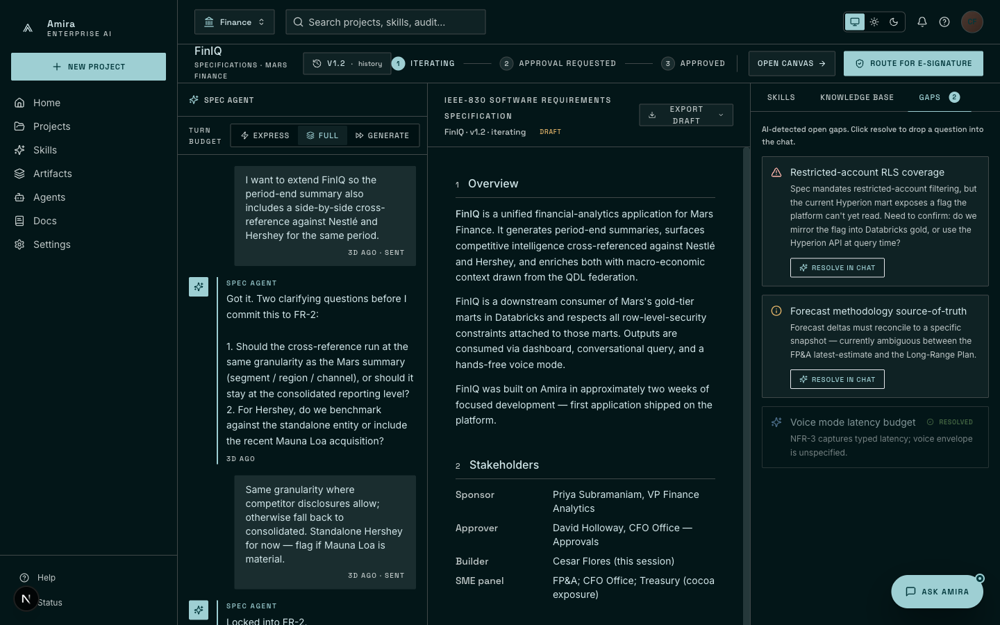 Amira
ENTERPRISE AI
NEW PROJECT
Home
Projects
Skills
Artifacts
Agents
Docs
Settings
Help
N
Status
Finance
Search projects, skills, audit...
FinIQ
SPECIFICATIONS · MARS
FINANCE
V1.2 · history
1 ITERATING
2 APPROVAL REQUESTED
3 APPROVED
OPEN CANVAS →
ROUTE FOR E-SIGNATURE
SPEC AGENT
TURN
BUDGET
EXPRESS
FULL
GENERATE
I want to extend FinIQ so the
period-end summary also
includes a side-by-side cross-
reference against Nestlé and
Hershey for the same period.
3D AGO · SENT
SPEC AGENT
Got it. Two clarifying questions before I
commit this to FR-2:
1. Should the cross-reference run at the
same granularity as the Mars summary
(segment / region / channel), or should it
stay at the consolidated reporting level?
2. For Hershey, do we benchmark
against the standalone entity or include
the recent Mauna Loa acquisition?
3D AGO
Same granularity where
competitor disclosures allow;
otherwise fall back to
consolidated. Standalone Hershey
for now — flag if Mauna Loa is
material.
3D AGO · SENT
SPEC AGENT
Locked into FR-2.
IEEE-830 SOFTWARE REQUIREMENTS
SPECIFICATION
FinIQ · v1.2 · iterating DRAFT
EXPORT
DRAFT
1 Overview
FinIQ is a unified financial-analytics application for Mars
Finance. It generates period-end summaries, surfaces
competitive intelligence cross-referenced against Nestlé
and Hershey, and enriches both with macro-economic
context drawn from the QDL federation.
FinIQ is a downstream consumer of Mars's gold-tier
marts in Databricks and respects all row-level-security
constraints attached to those marts. Outputs are
consumed via dashboard, conversational query, and a
hands-free voice mode.
FinIQ was built on Amira in approximately two weeks of
focused development — first application shipped on the
platform.
2 Stakeholders
Sponsor Priya Subramaniam, VP Finance
Analytics
Approver David Holloway, CFO Office —
Approvals
Builder Cesar Flores (this session)
SME panel FP&A; CFO Office; Treasury (cocoa
exposure)
SKILLS
KNOWLEDGE BASE
GAPS 2
AI-detected open gaps. Click resolve to drop a question into
the chat.
Restricted-account RLS coverage
Spec mandates restricted-account filtering, but
the current Hyperion mart exposes a flag the
platform can't yet read. Need to confirm: do we
mirror the flag into Databricks gold, or use the
Hyperion API at query time?
RESOLVE IN CHAT
Forecast methodology source-of-truth
Forecast deltas must reconcile to a specific
snapshot — currently ambiguous between the
FP&A latest-estimate and the Long-Range Plan.
RESOLVE IN CHAT
Voice mode latency budget RESOLVED
NFR-3 captures typed latency; voice envelope
is unspecified.
ASK AMIRA